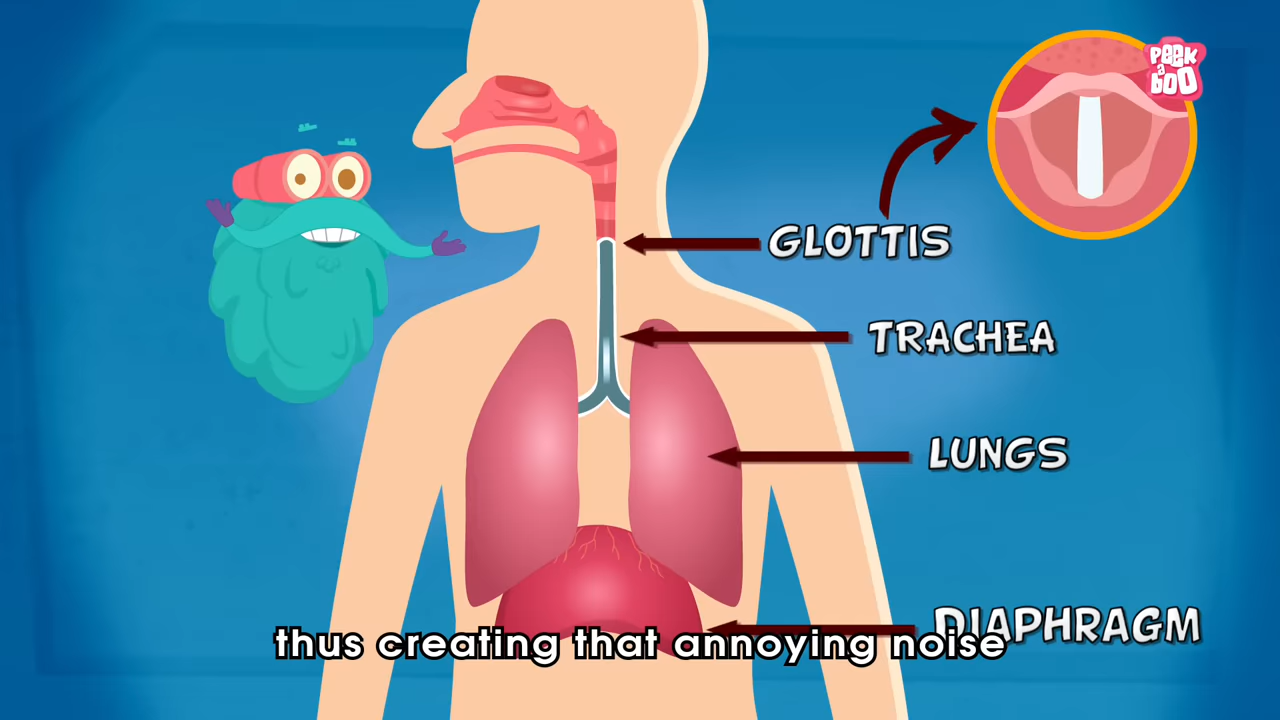 PEEK
a
BOO
GLOTTIS
TRACHEA
LUNGS
DIAPHRAGM
thus creating that annoying noise